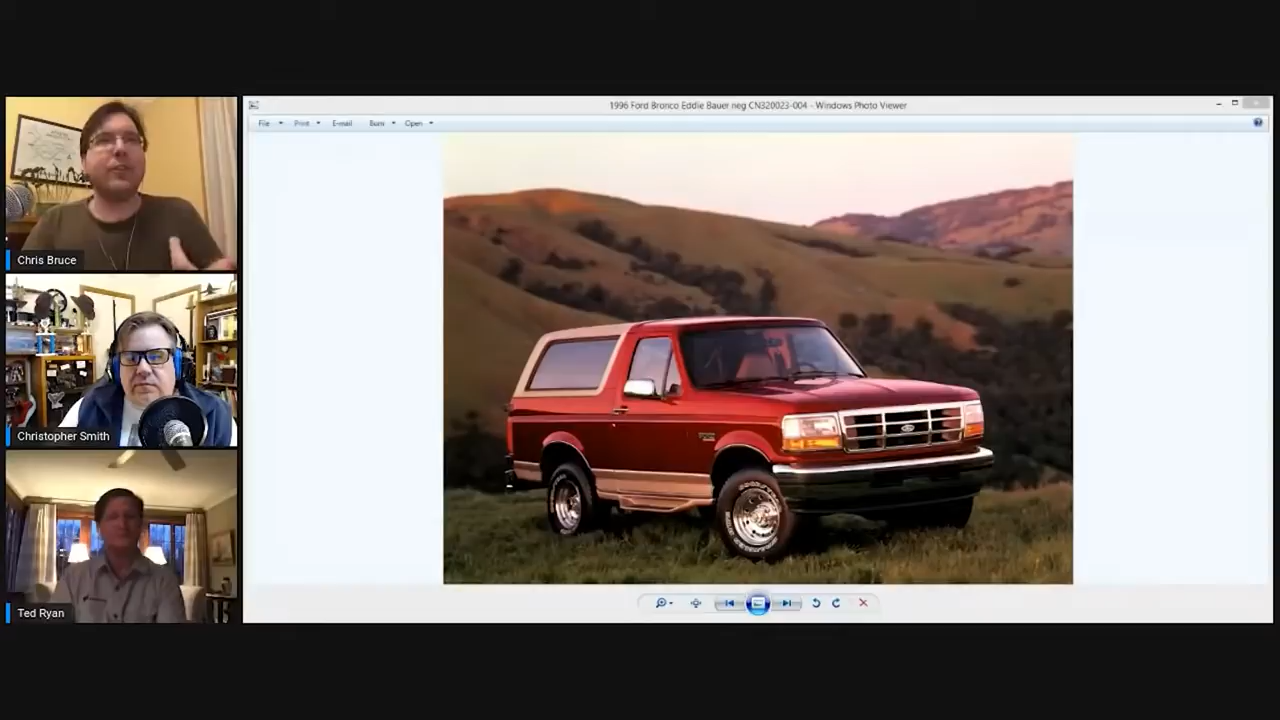 1996 Ford Bronco Eddie Bauer neg CN320023-004 - Windows Photo Viewer
File Print E-mail Burn Open
Chris Bruce
Christopher Smith
Ted Ryan
Ford